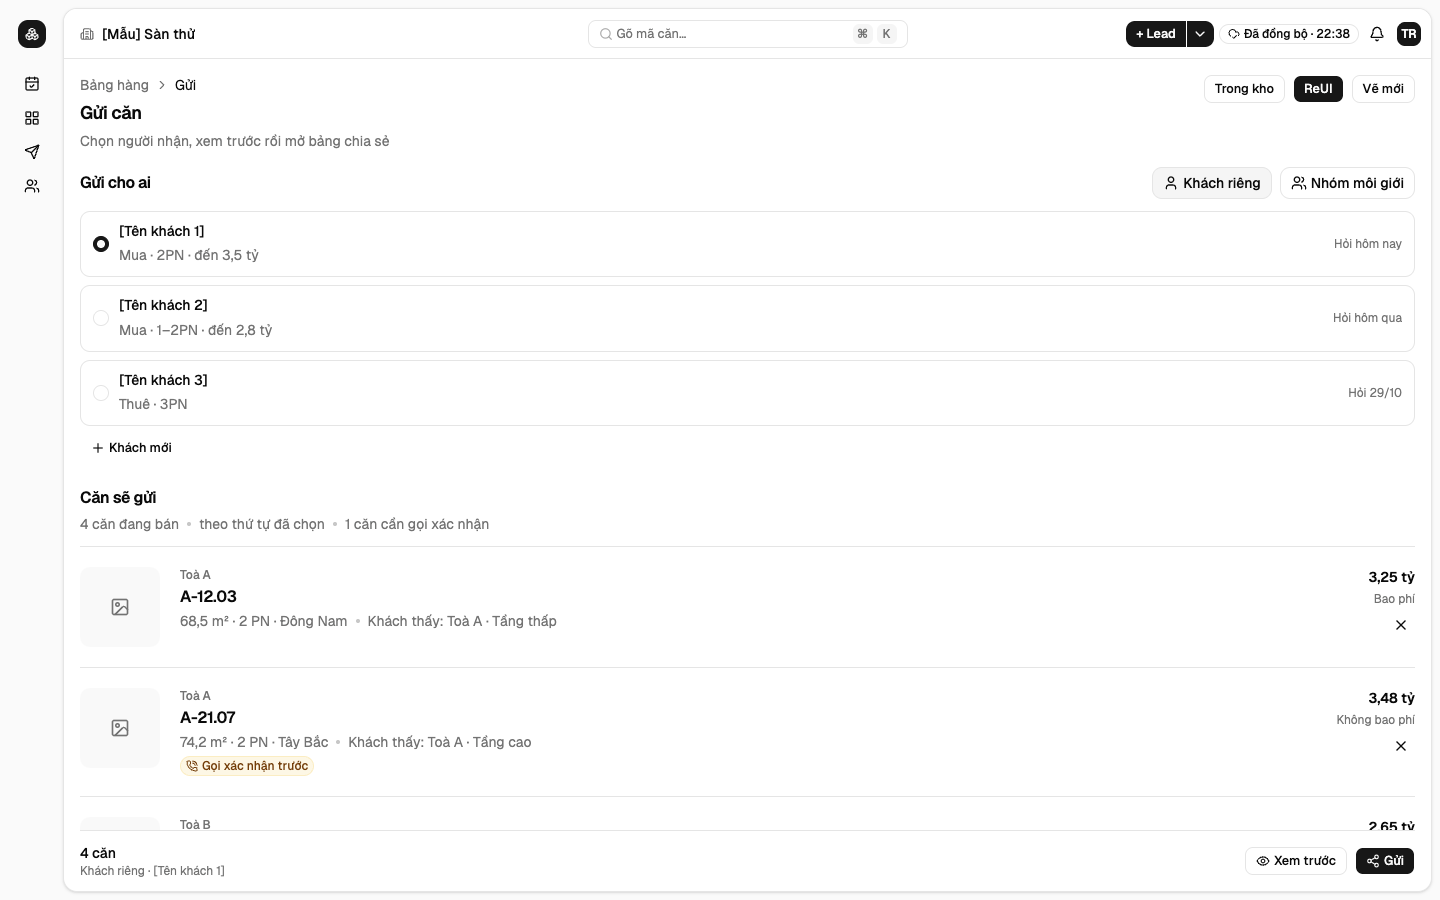 [Mẫu] Sàn thử
Gõ mã căn...
⌘ K
+ Lead
Đã đồng bộ · 22:38
TR
Bảng hàng > Gửi
Trong kho
ReUI
Vẽ mới
Gửi căn
Chọn người nhận, xem trước rồi mở bảng chia sẻ
Gửi cho ai
Khách riêng
Nhóm môi giới
[Tên khách 1]
Mua · 2PN · đến 3,5 tỷ
Hỏi hôm nay
[Tên khách 2]
Mua · 1–2PN · đến 2,8 tỷ
Hỏi hôm qua
[Tên khách 3]
Thuê · 3PN
Hỏi 29/10
+ Khách mới
Căn sẽ gửi
4 căn đang bán • theo thứ tự đã chọn • 1 căn cần gọi xác nhận
Toà A
A-12.03
68,5 m² · 2 PN · Đông Nam • Khách thấy: Toà A · Tầng thấp
3,25 tỷ
Bao phí
Toà A
A-21.07
74,2 m² · 2 PN · Tây Bắc • Khách thấy: Toà A · Tầng cao
Gọi xác nhận trước
3,48 tỷ
Không bao phí
Toà B
2,65 tỷ
4 căn
Khách riêng · [Tên khách 1]
Xem trước
Gửi